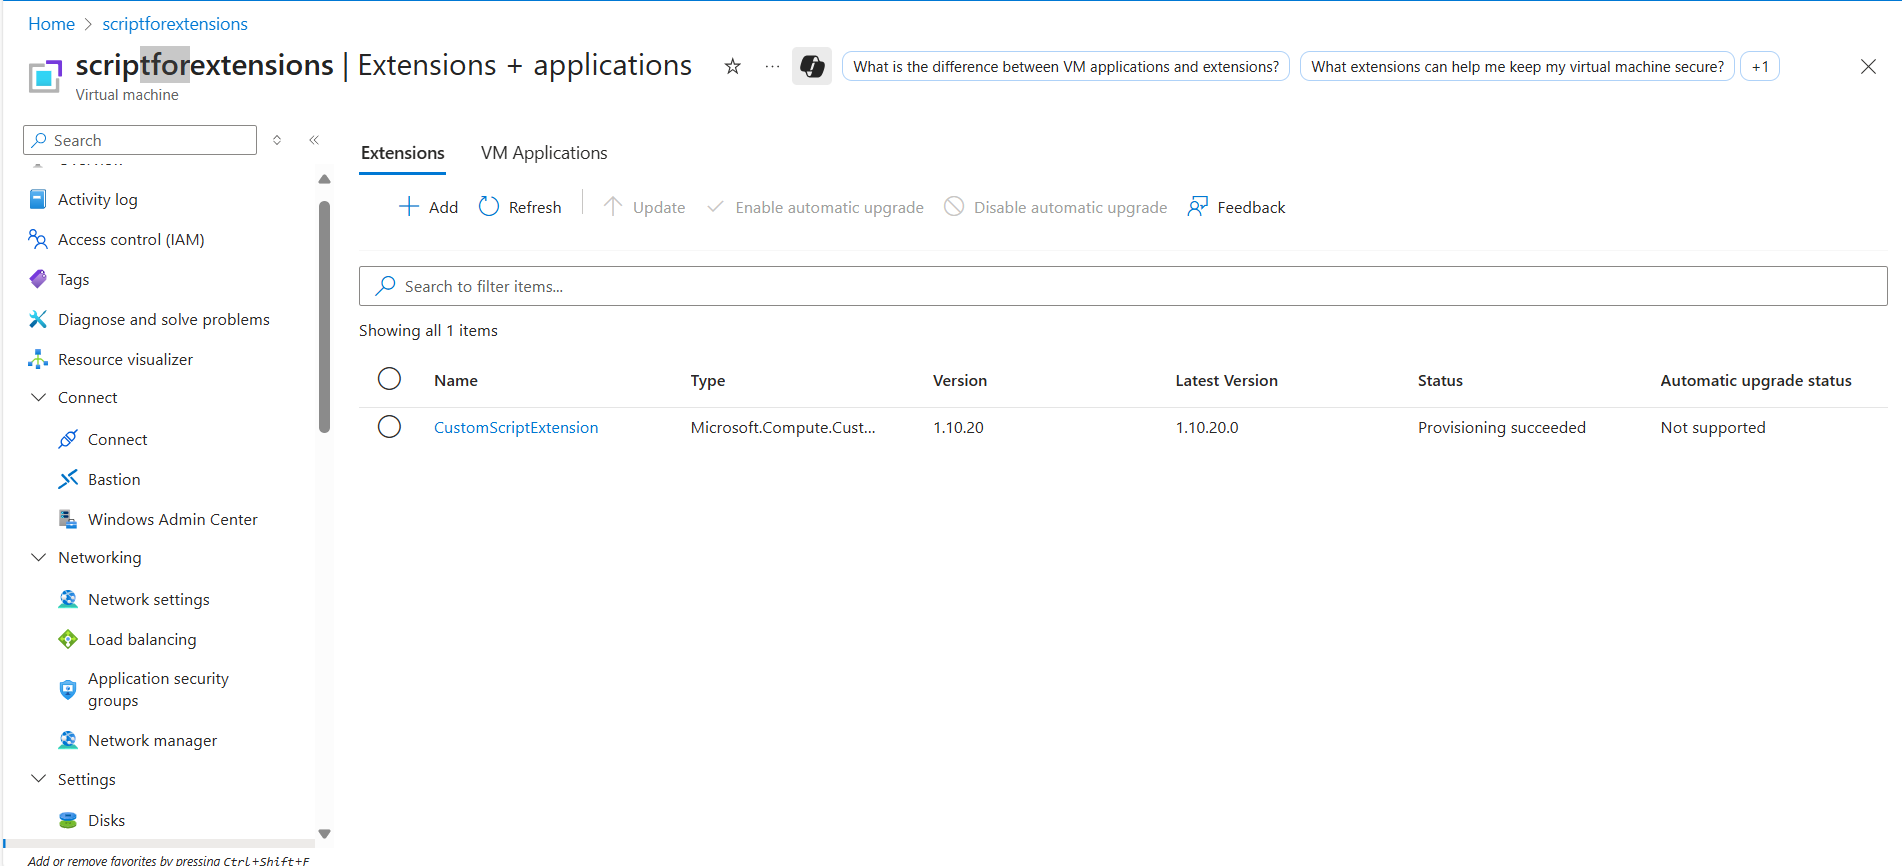 Home > scriptforextensions
scriptforextensions | Extensions + applications
What is the difference between VM applications and extensions?
What extensions can help me keep my virtual machine secure?
+1
Virtual machine
Search
Overview
Activity log
Access control (IAM)
Tags
Diagnose and solve problems
Resource visualizer
Connect
Connect
Bastion
Windows Admin Center
Networking
Network settings
Load balancing
Application security
groups
Network manager
Settings
Disks
Add or remove favorites by pressing Ctrl+Shift+F
Extensions VM Applications
Add Refresh Update Enable automatic upgrade Disable automatic upgrade Feedback
Search to filter items...
Showing all 1 items
Name Type Version Latest Version Status Automatic upgrade status
CustomScriptExtension Microsoft.Compute.Cust... 1.10.20 1.10.20.0 Provisioning succeeded Not supported